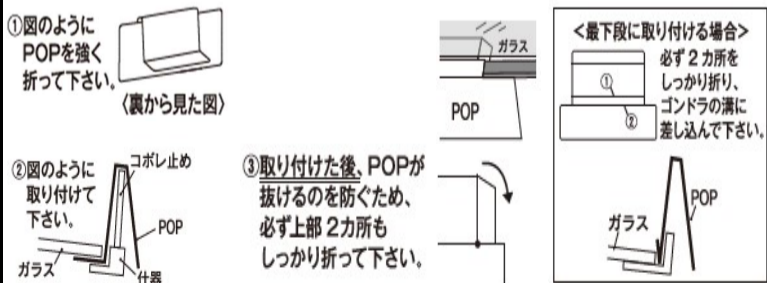 ①図のように
POPを強く
折って下さい。
〈裏から見た図〉
②図のように
取り付けて
下さい。
コボレ止め
POP
ガラス
什器
③取り付けた後、POPが
抜けるのを防ぐため、
必ず上部2カ所も
しっかり折って下さい。
ガラス
POP
＜最下段に取り付ける場合＞
必ず2カ所を
しっかり折り、
ゴンドラの溝に
差し込んで下さい。
①
②
ガラス
POP